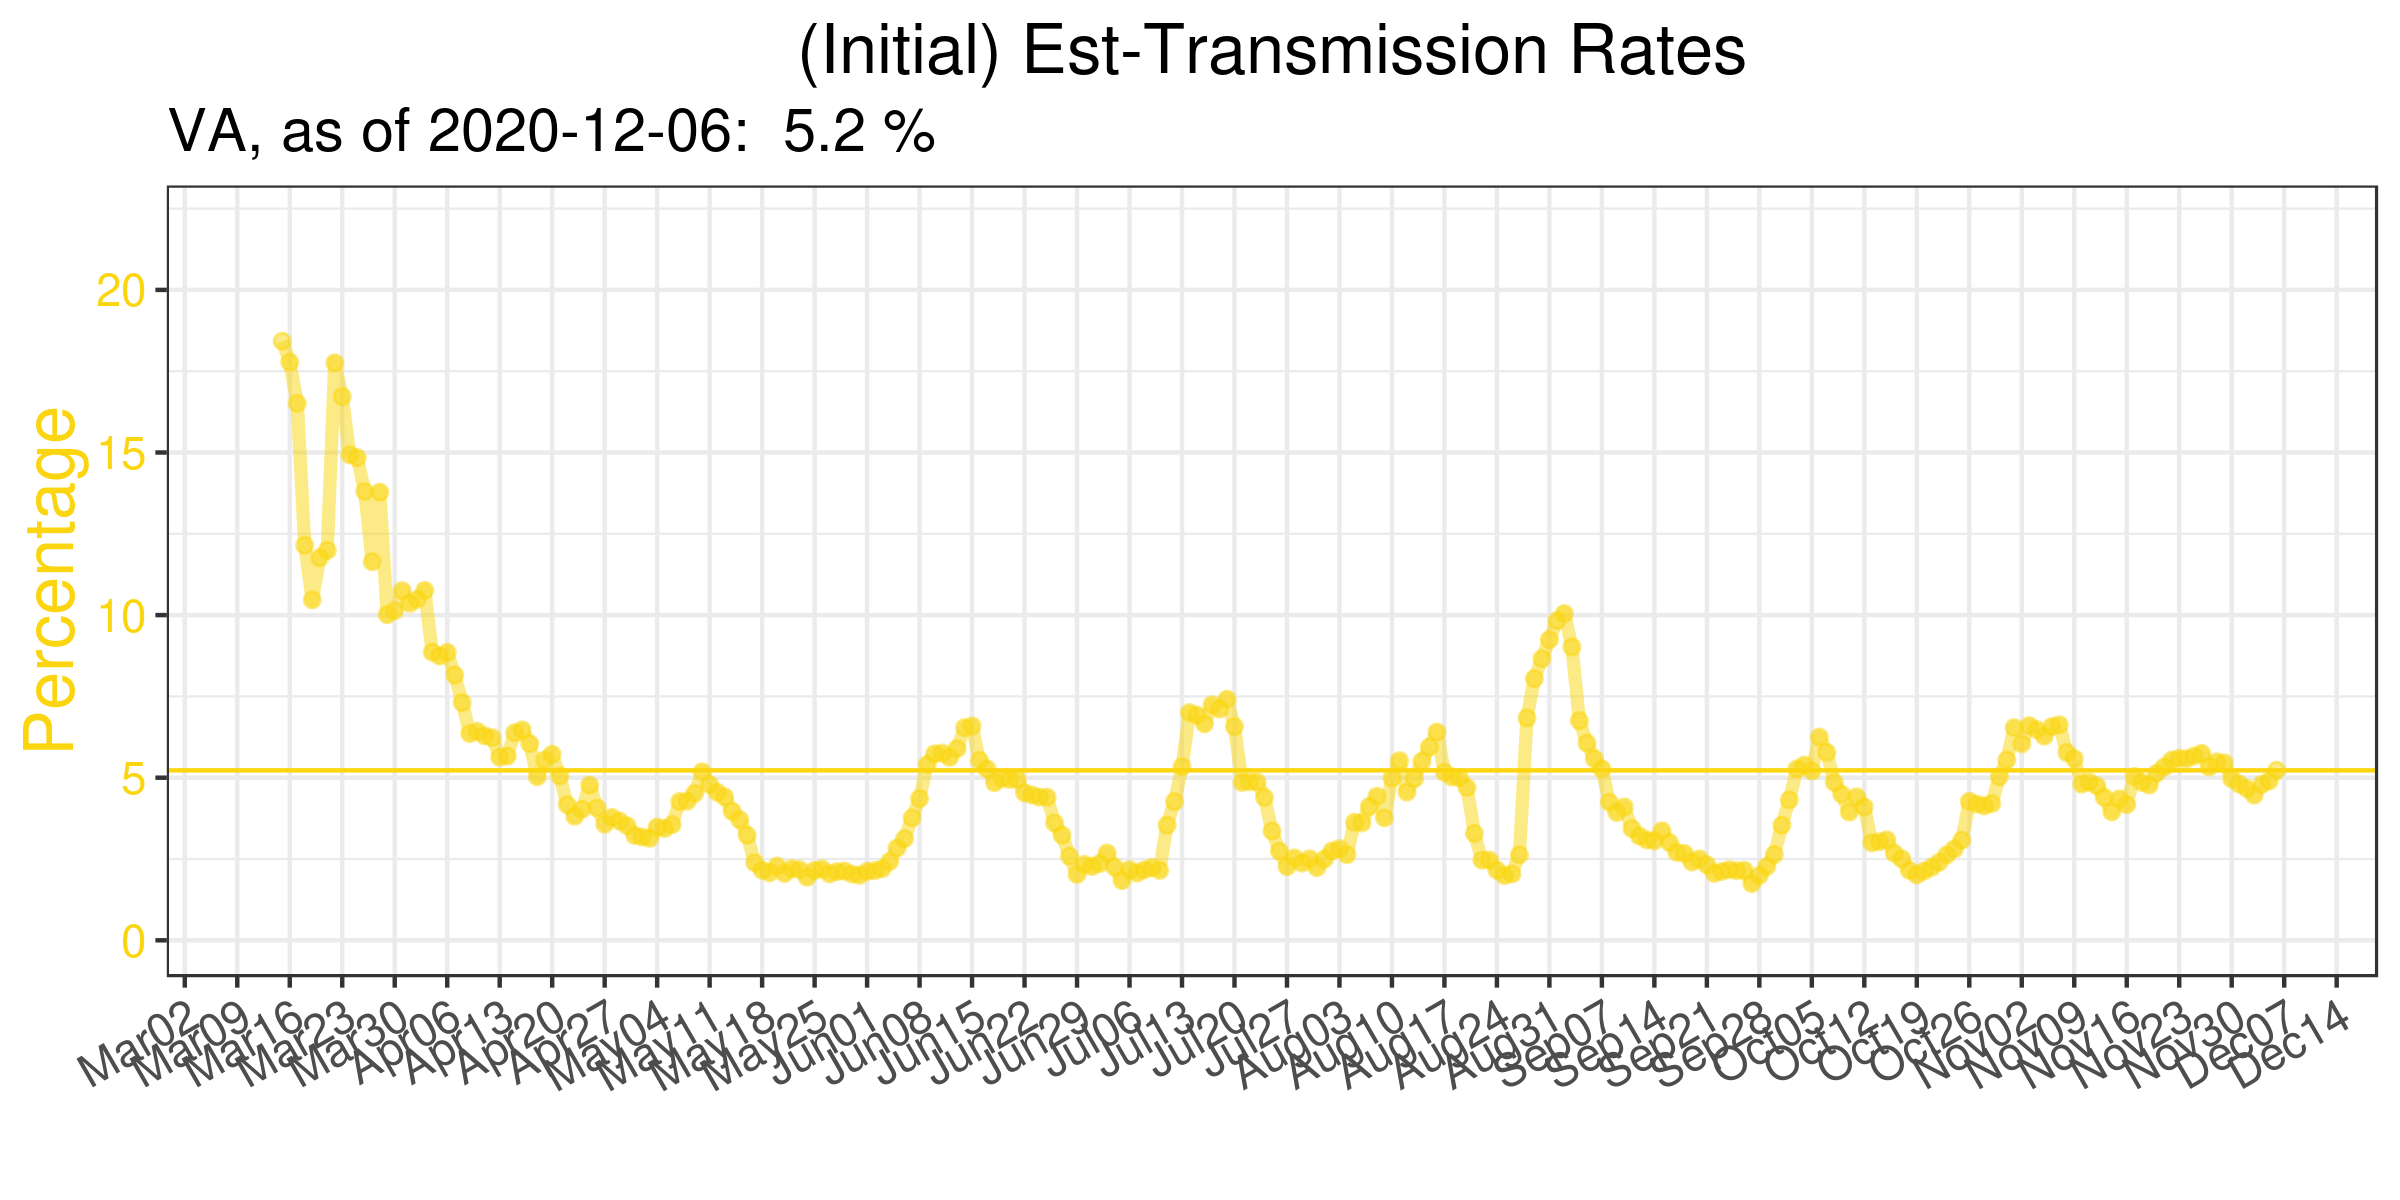 (Initial) Est-Transmission Rates
VA, as of 2020-12-06:  5.2 %
Percentage
20
15
10
5
0
Mar02
Mar09
Mar16
Mar23
Mar30
Apr06
Apr13
Apr20
Apr27
May04
May11
May18
May25
Jun01
Jun08
Jun15
Jun22
Jun29
Jul06
Jul13
Jul20
Jul27
Aug03
Aug10
Aug17
Aug24
Aug31
Sep07
Sep14
Sep21
Sep28
Oct05
Oct12
Oct19
Oct26
Nov02
Nov09
Nov16
Nov23
Nov30
Dec07
Dec14